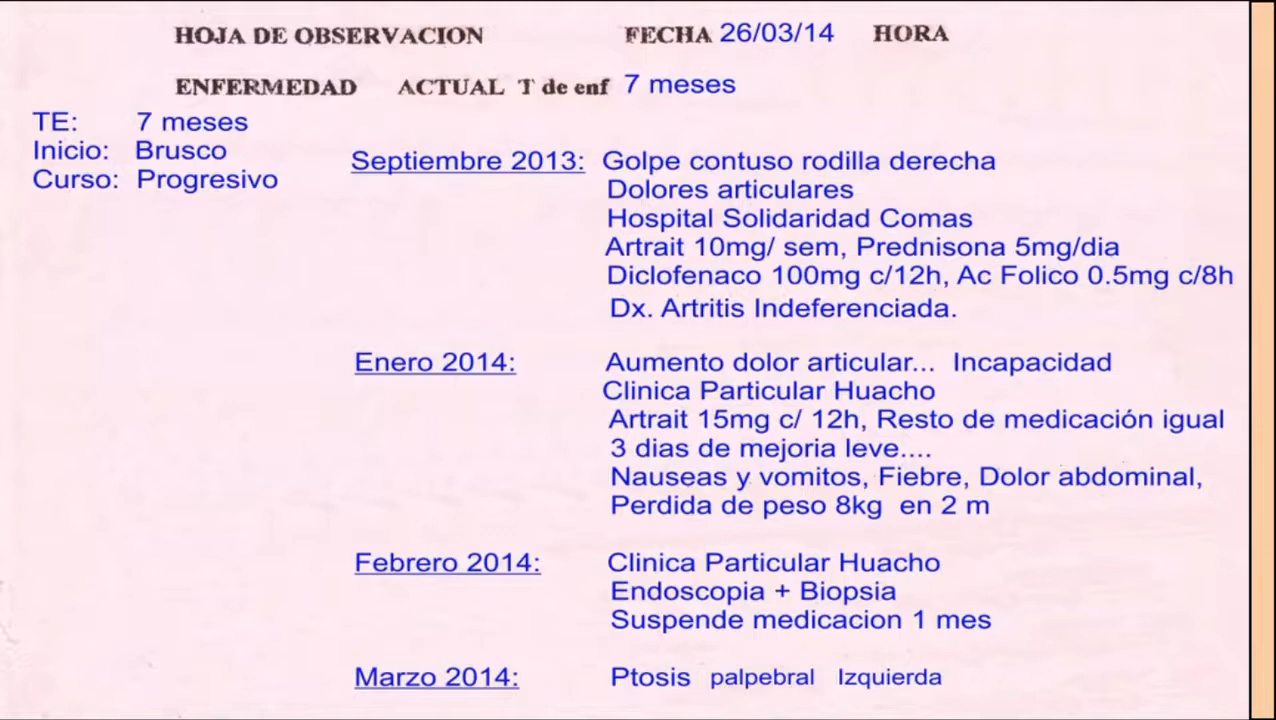 HOJA DE OBSERVACION FECHA 26/03/14 HORA
ENFERMEDAD ACTUAL T de enf 7 meses
TE: 7 meses
Inicio: Brusco
Curso: Progresivo
Septiembre 2013: Golpe contuso rodilla derecha
Dolores articulares
Hospital Solidaridad Comas
Artrait 10mg/ sem, Prednisona 5mg/dia
Diclofenaco 100mg c/12h, Ac Folico 0.5mg c/8h
Dx. Artritis Indeferenciada.
Enero 2014: Aumento dolor articular... Incapacidad
Clinica Particular Huacho
Artrait 15mg c/ 12h, Resto de medicación igual
3 dias de mejoria leve....
Nauseas y vomitos, Fiebre, Dolor abdominal,
Perdida de peso 8kg en 2 m
Febrero 2014: Clinica Particular Huacho
Endoscopia + Biopsia
Suspende medicacion 1 mes
Marzo 2014: Ptosis palpebral Izquierda